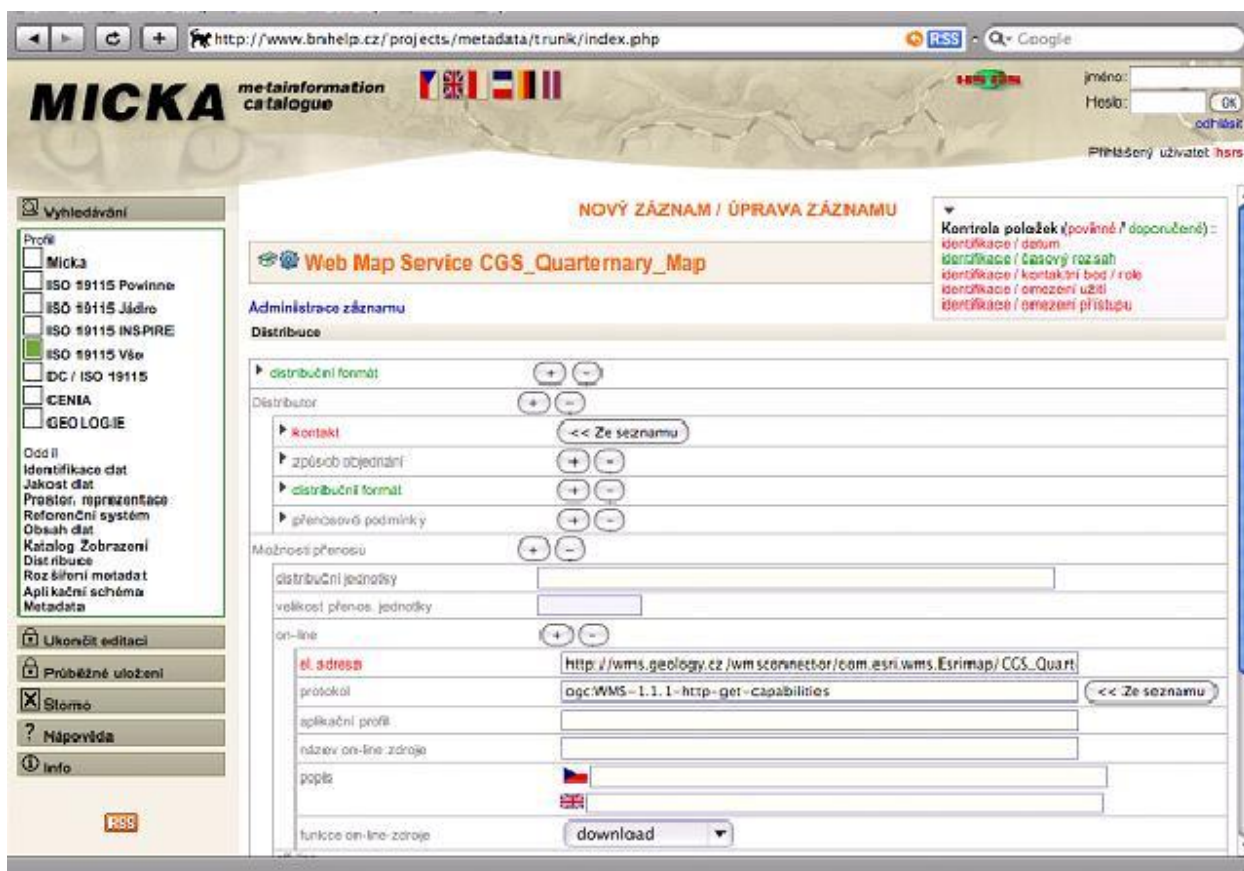 http://www.bnhelp.cz/projects/metadata/trunk/index.php
RSS
Google
MICKA
metainformation
catalogue
jméno:
Heslo:
OK
odhlásit
Přihlášený uživatel: hsrs
Vyhledávání
Profil
Micka
ISO 19115 Povinne
ISO 19115 Jádro
ISO 19115 INSPIRE
ISO 19115 Vše
DC / ISO 19115
CENIA
GEOLOGIE
Oddíl
Identifikace dat
Jakost dat
Prostor. reprezentace
Referenční systém
Obsah dat
Katalog Zobrazení
Distribuce
Rozšíření metadat
Aplikační schéma
Metadata
Ukončit editaci
Průběžné uložení
Storno
? Nápověda
Info
RSS
NOVÝ ZÁZNAM / ÚPRAVA ZÁZNAMU
Kontrola položek (povinné / doporučené) ::
identifikace / datum
identifikace / časový rozsah
identifikace / kontaktní bod / role
identifikace / omezení užití
identifikace / omezení přístupu
Web Map Service CGS_Quarternary_Map
Administrace záznamu
Distribuce
distribuční formát + -
Distributor + -
kontakt << Ze seznamu
způsob objednání + -
distribuční formát + -
přenosové podmínky + -
Možnosti přenosu + -
distribuční jednotky
velikost přenos. jednotky
on-line + -
el. adresa http://wms.geology.cz/wmsconnector/com.esri.wms.Esrimap/CGS_Quart
protokol ogc:WMS-1.1.1-http-get-capabilities << Ze seznamu
aplikační profil
název on-line zdroje
popis
funkce on-line zdroje download